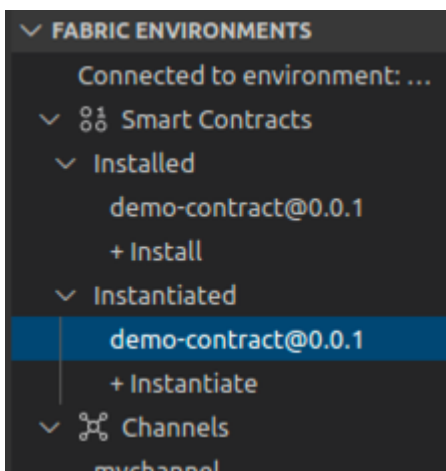 FABRIC ENVIRONMENTS
Connected to environment: ...
Smart Contracts
Installed
demo-contract@0.0.1
+ Install
Instantiated
demo-contract@0.0.1
+ Instantiate
Channels
mychannel